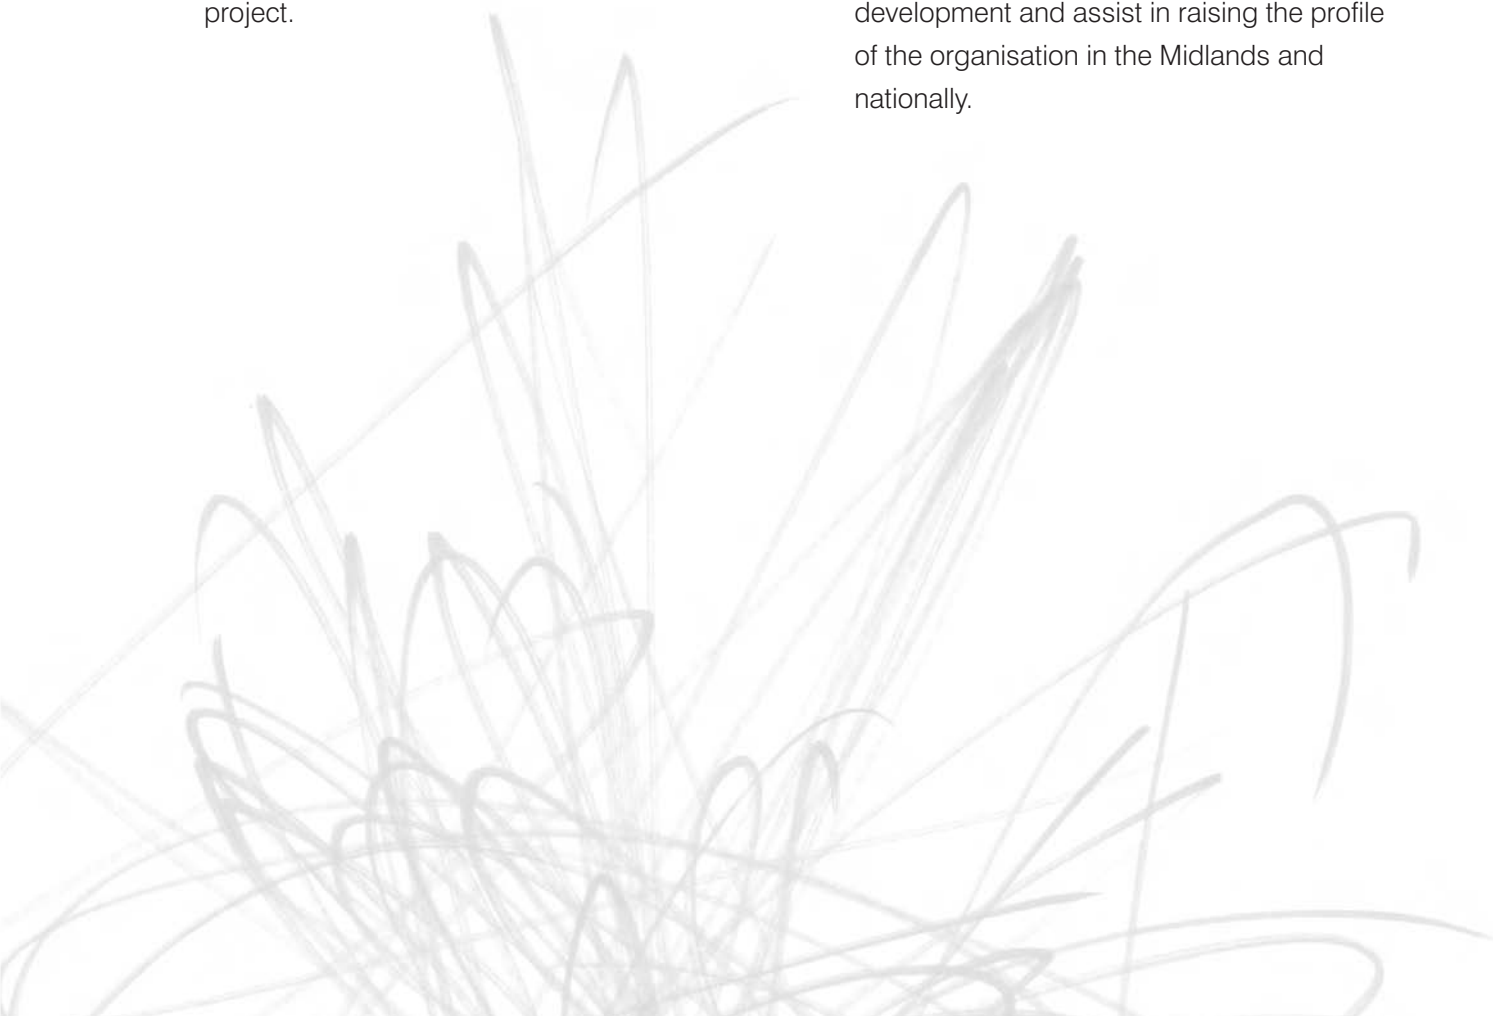 project.
development and assist in raising the profile
of the organisation in the Midlands and
nationally.